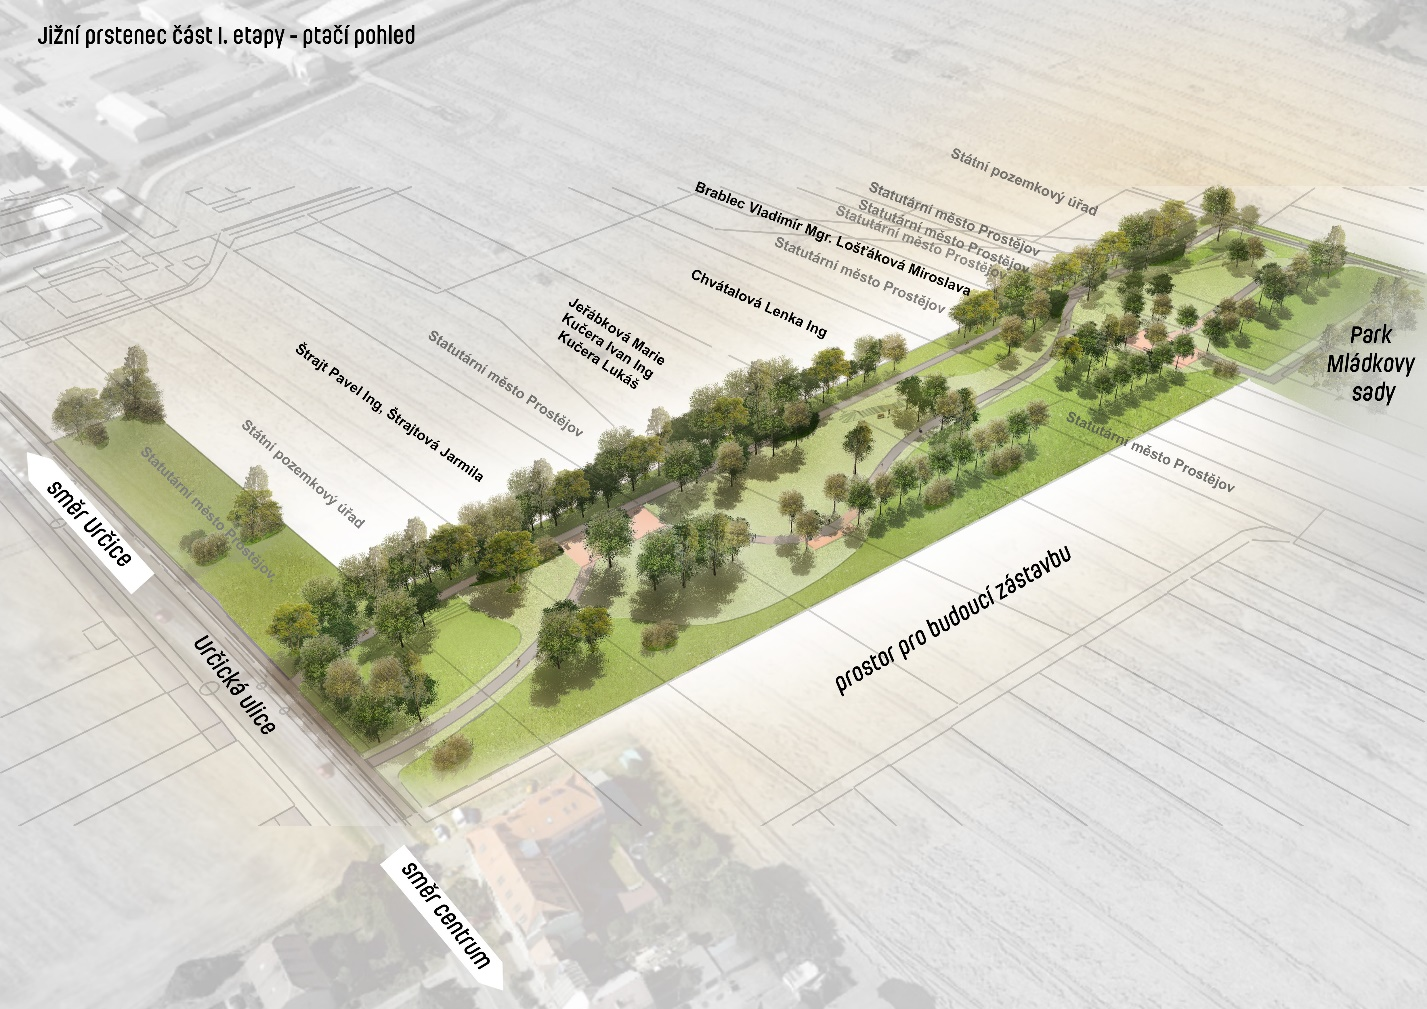 Jižní prstenec část I. etapy - ptačí pohled
Státní pozemkový úřad
Statutární město Prostějov
Statutární město Prostějov
Statutární město Prostějov
Brablec Vladimír Mgr. Lošťáková Miroslava
Statutární město Prostějov
Chvátalová Lenka Ing
Jeřábková Marie
Kučera Ivan Ing
Kučera Lukáš
Statutární město Prostějov
Štrajt Pavel Ing, Štrajtová Jarmila
Státní pozemkový úřad
Statutární město Prostějov
Park
Mládkovy
sady
Statutární město Prostějov
směr Určice
Určická ulice
prostor pro budoucí zástavbu
směr centrum